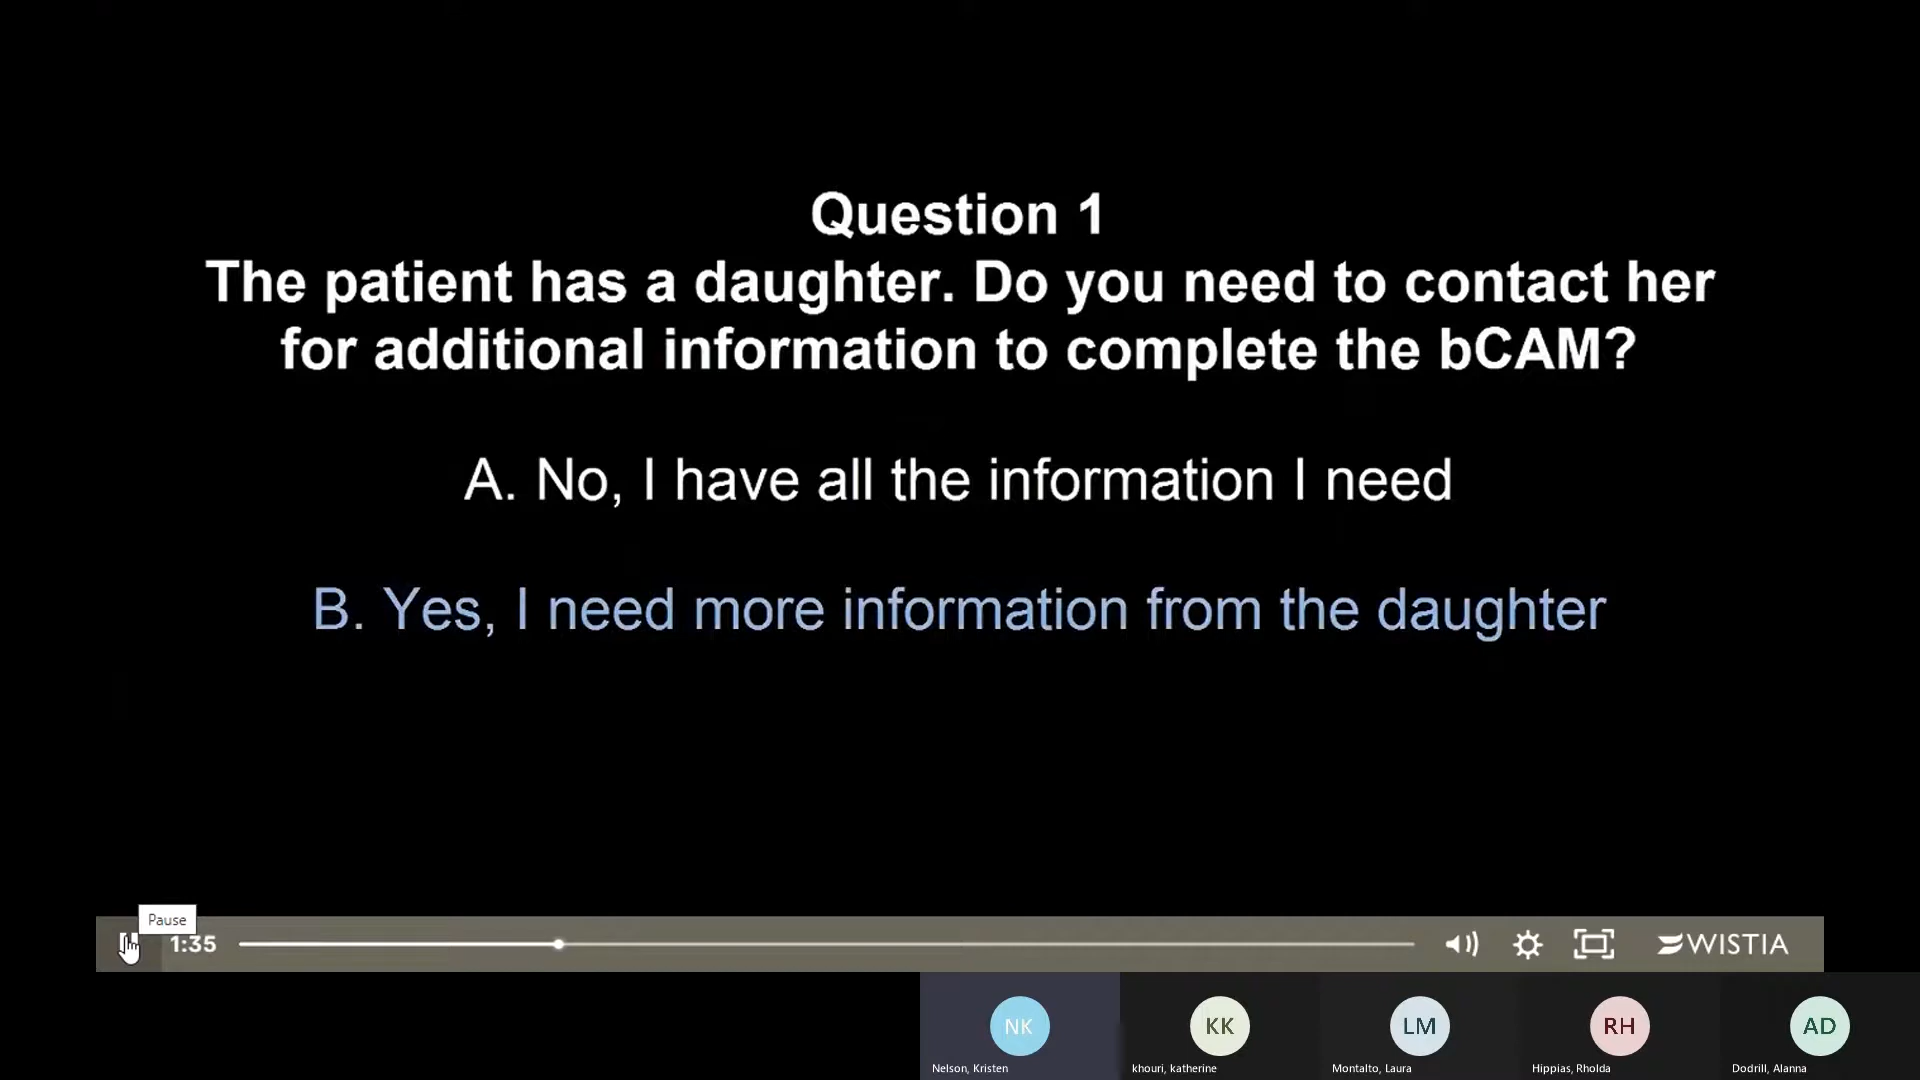 Question 1
The patient has a daughter. Do you need to contact her
for additional information to complete the bCAM?
A. No, I have all the information I need
B. Yes, I need more information from the daughter
Pause
1:35
WISTIA
NK
KK
LM
RH
AD
Nelson, Kristen
khouri, katherine
Montalto, Laura
Hippias, Rholda
Dodrill, Alanna